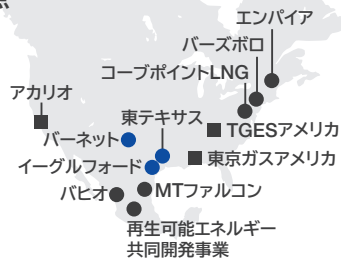 エンパイア
バーズボロ
コーブポイントLNG
アカリオ
東テキサス
TGESアメリカ
バーネット
東京ガスアメリカ
イーグルフォード
バヒオ
MTファルコン
再生可能エネルギー
共同開発事業